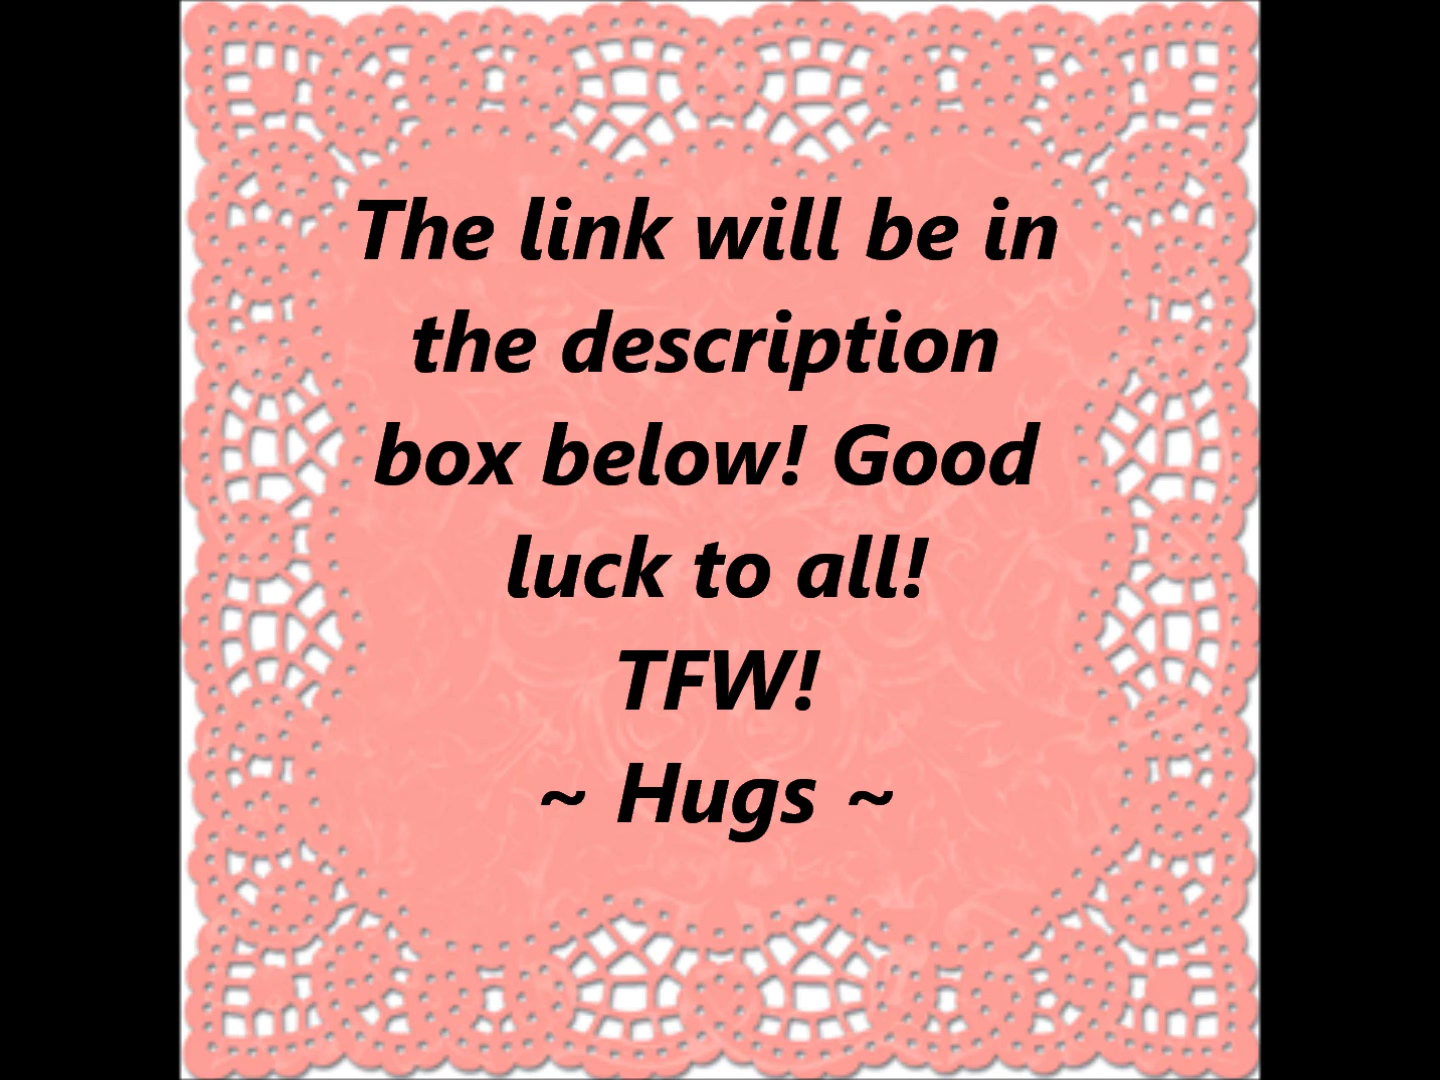 The link will be in
the description
box below! Good
luck to all!
TFW!
~ Hugs ~